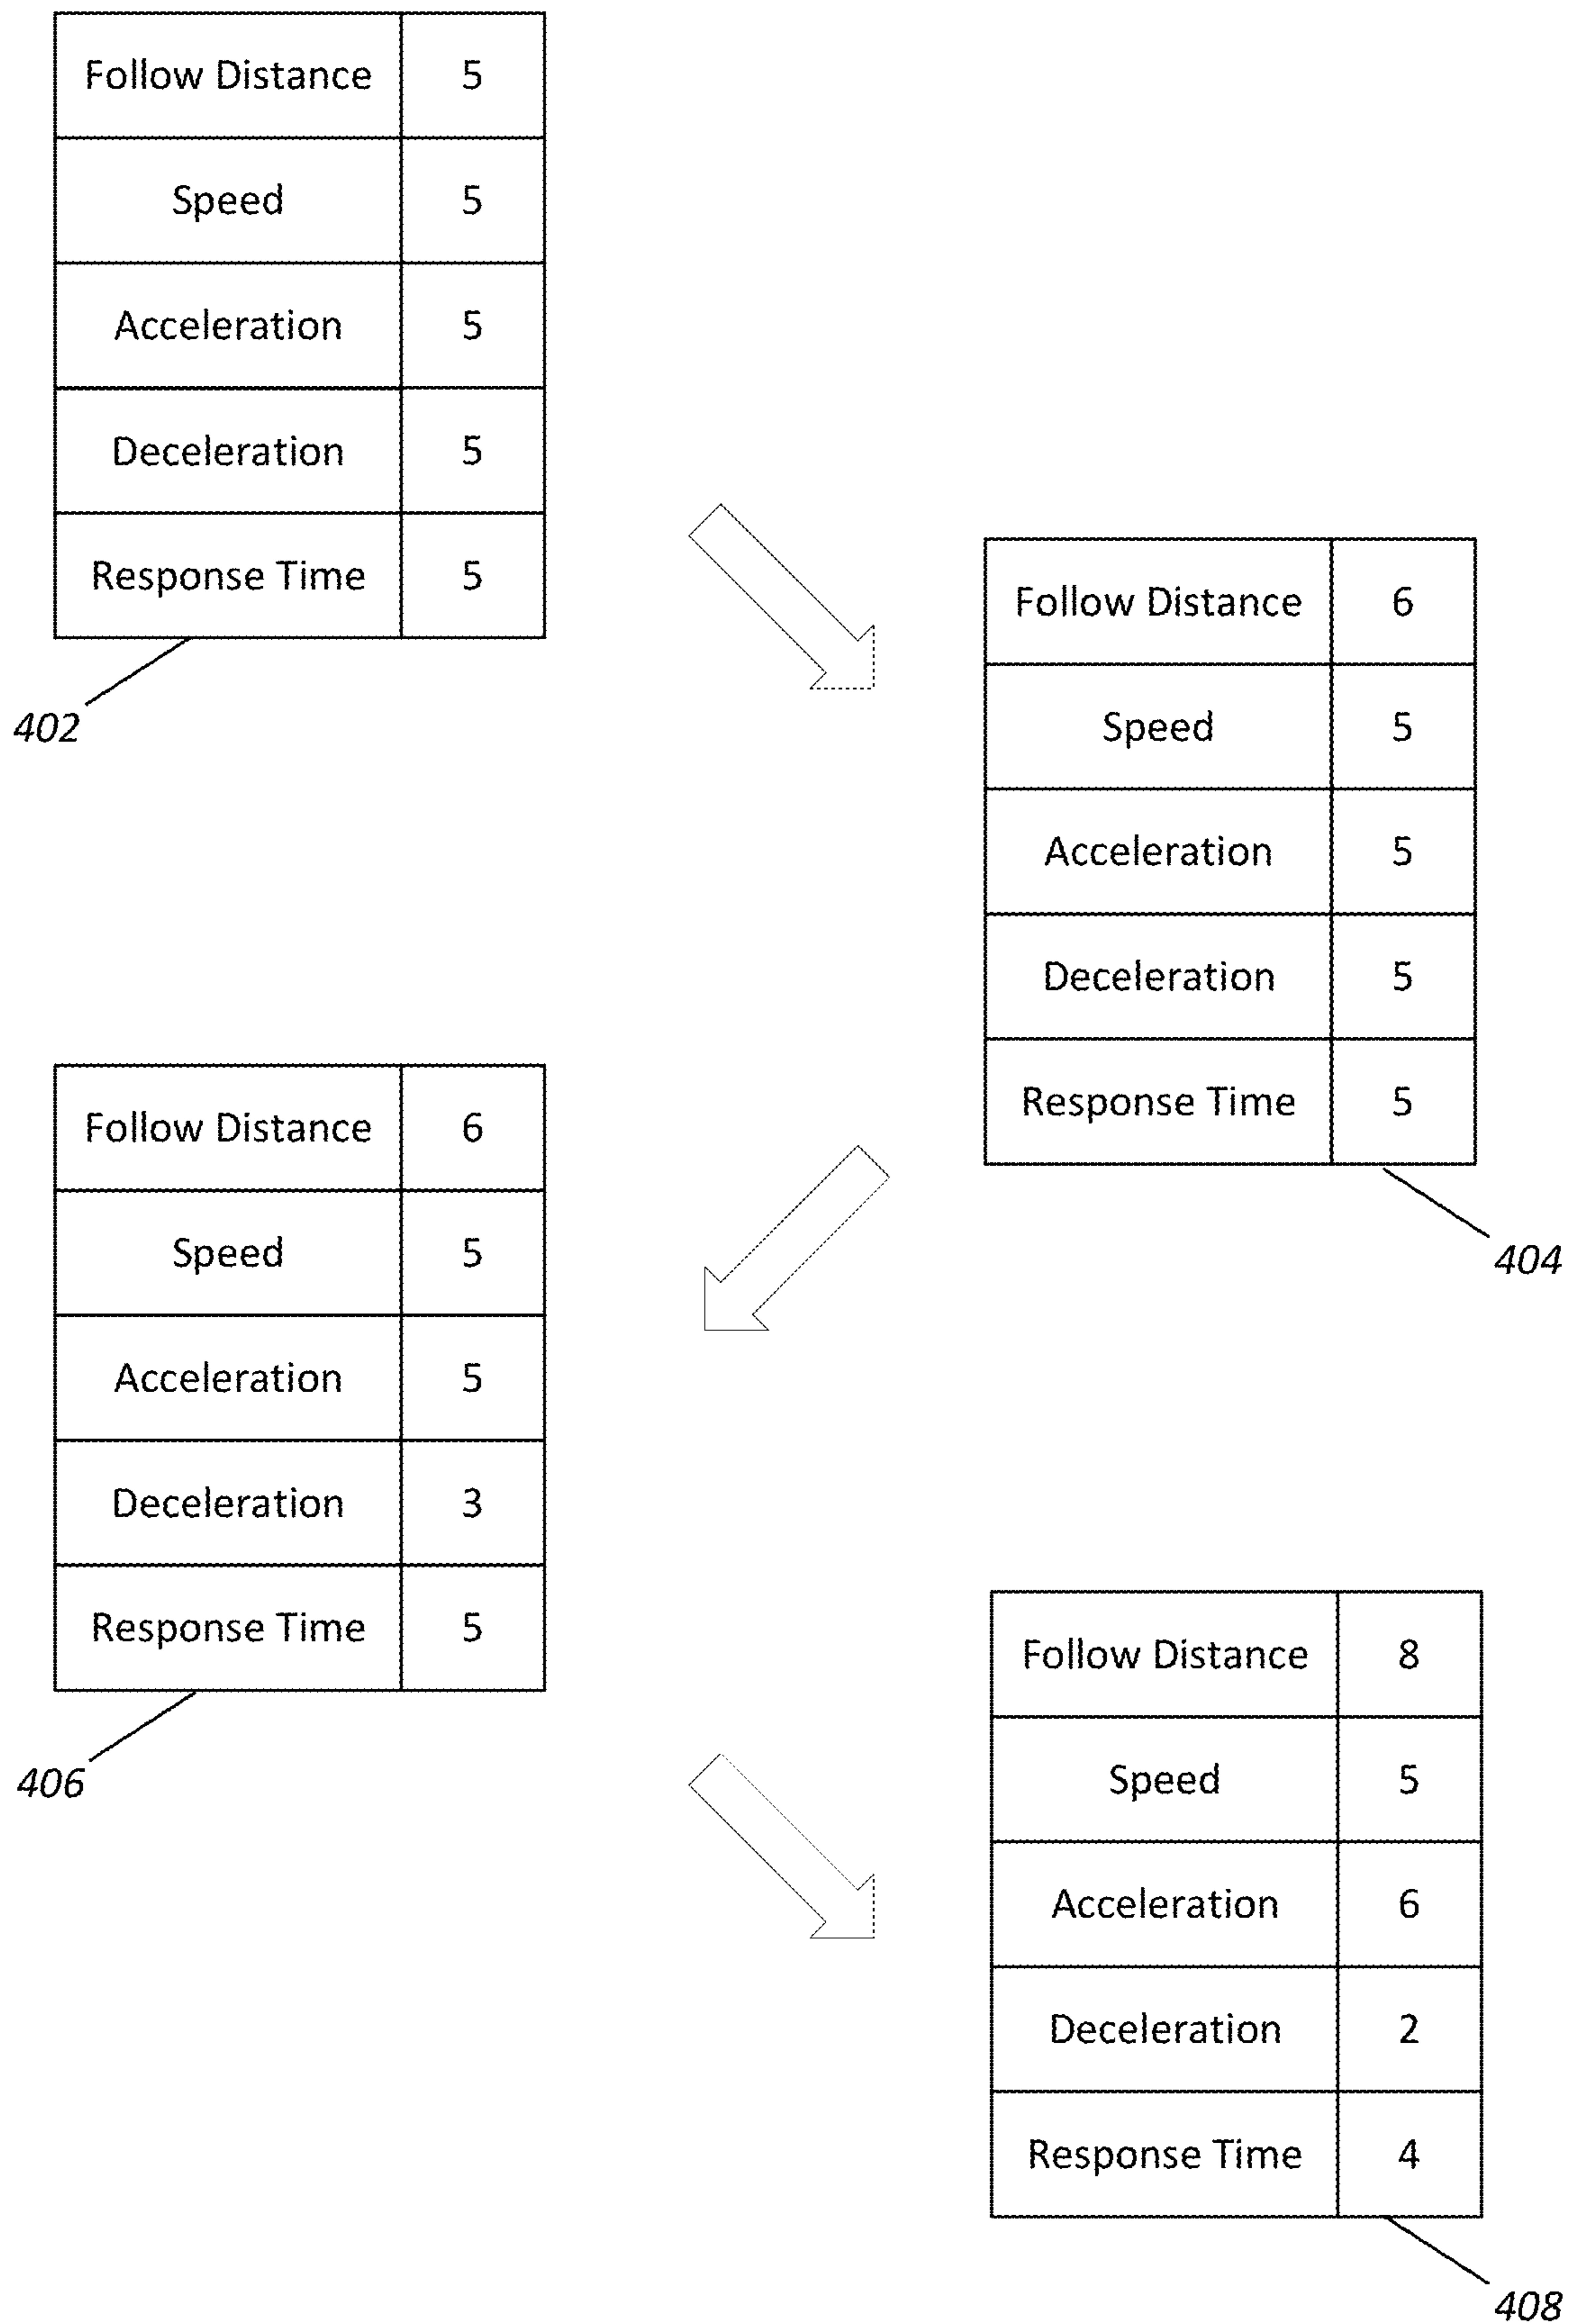 Follow Distance 5
Speed 5
Acceleration 5
Deceleration 5
Response Time 5
402
Follow Distance 6
Speed 5
Acceleration 5
Deceleration 5
Response Time 5
404
Follow Distance 6
Speed 5
Acceleration 5
Deceleration 3
Response Time 5
406
Follow Distance 8
Speed 5
Acceleration 6
Deceleration 2
Response Time 4
408